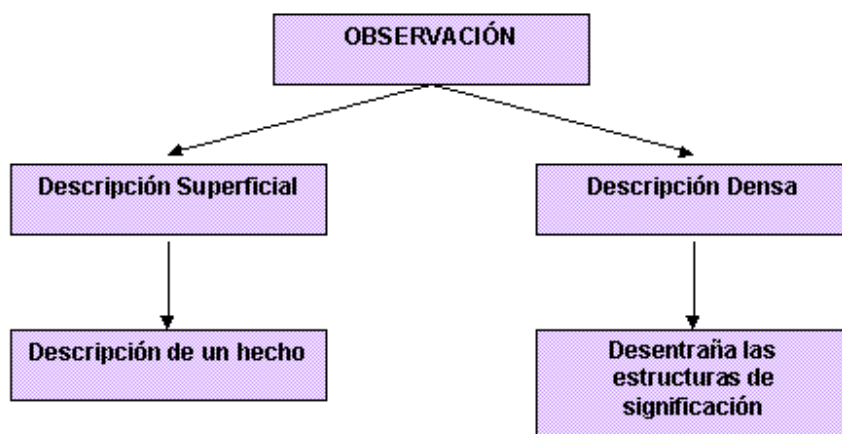 OBSERVACIÓN
Descripción Superficial
Descripción Densa
Descripción de un hecho
Desentraña las
estructuras de
significación